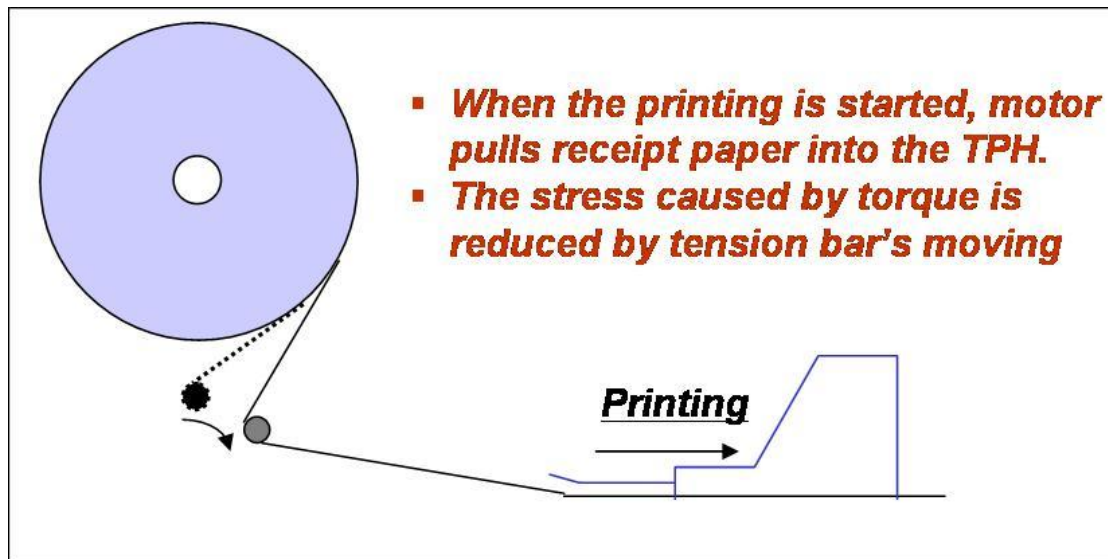 ▪ When the printing is started, motor
pulls receipt paper into the TPH.
▪ The stress caused by torque is
reduced by tension bar's moving
Printing